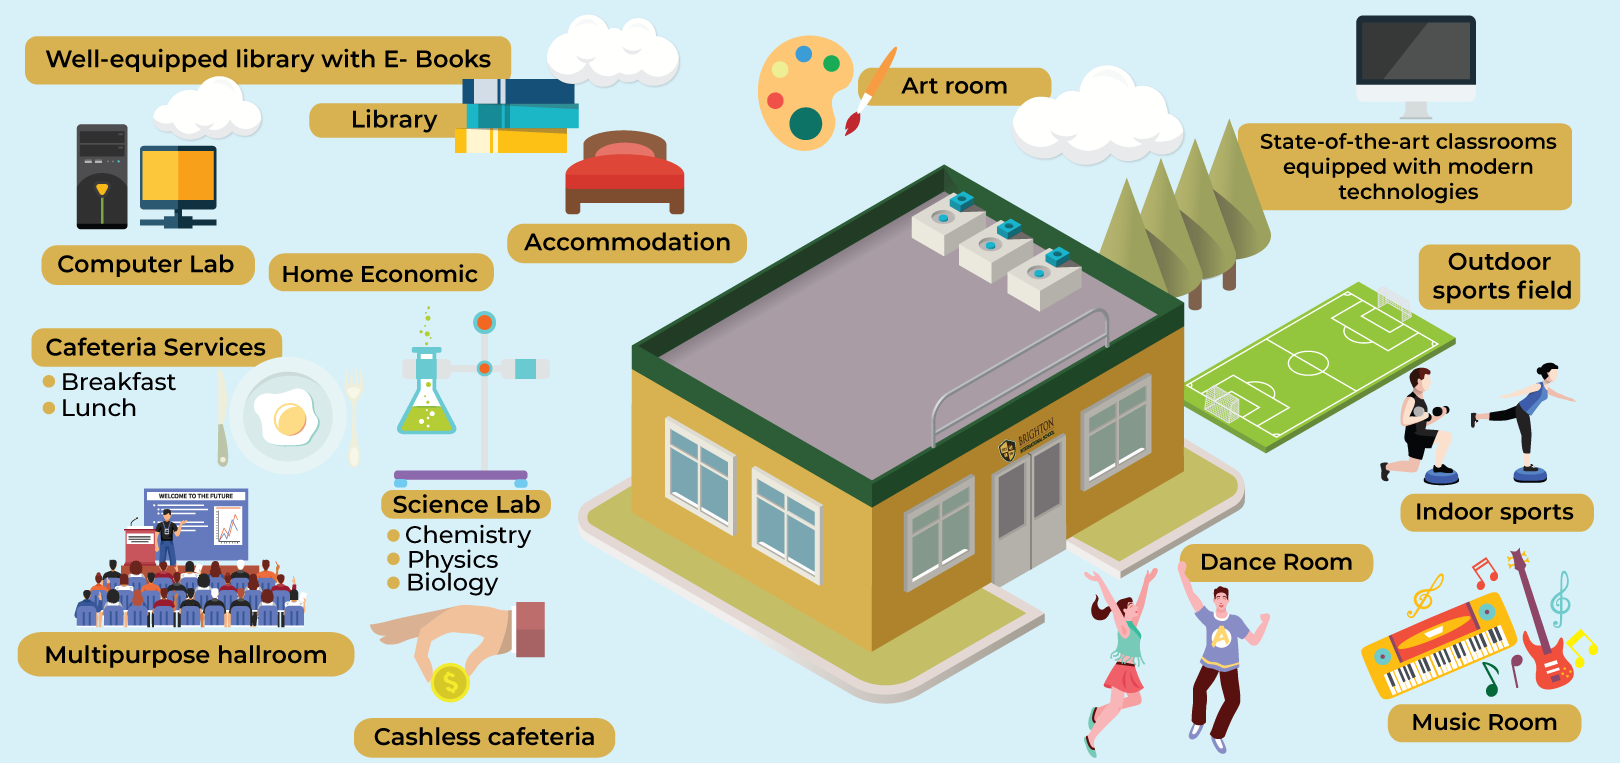 Well-equipped library with E- Books
Library
Art room
State-of-the-art classrooms
equipped with modern
technologies
Computer Lab
Home Economic
Accommodation
Outdoor
sports field
Cafeteria Services
Breakfast
Lunch
BRIGHTON
INTERNATIONAL SCHOOL
WELCOME TO THE FUTURE
Science Lab
Chemistry
Physics
Biology
Indoor sports
Dance Room
A
Multipurpose hallroom
$
Cashless cafeteria
Music Room